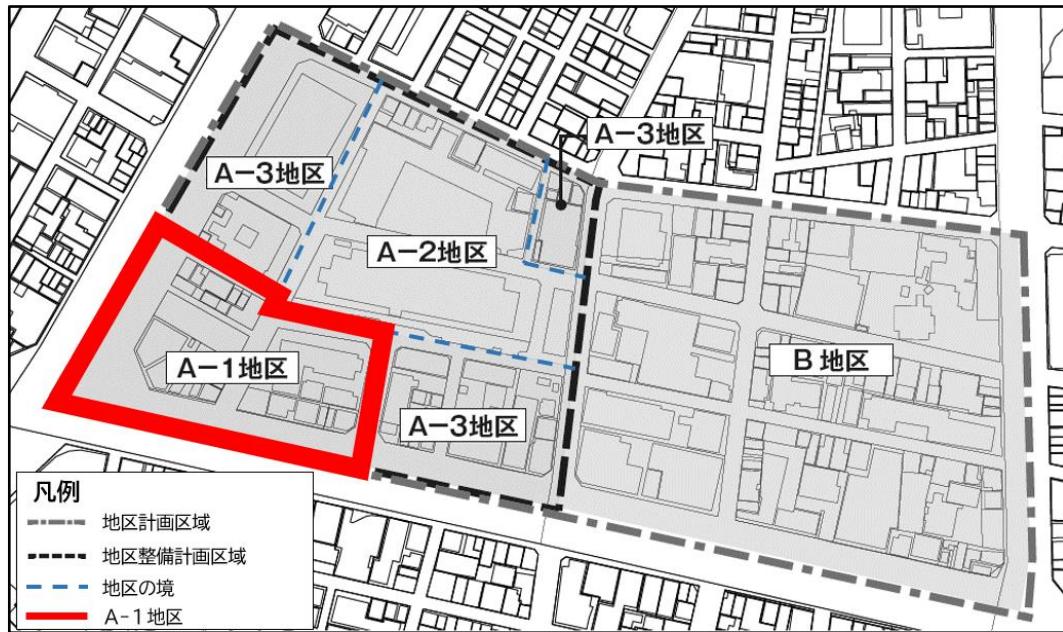 A-3地区
A-3地区
A-2地区
B地区
A-1地区
A-3地区
凡例
地区計画区域
地区整備計画区域
地区の境
A-1地区